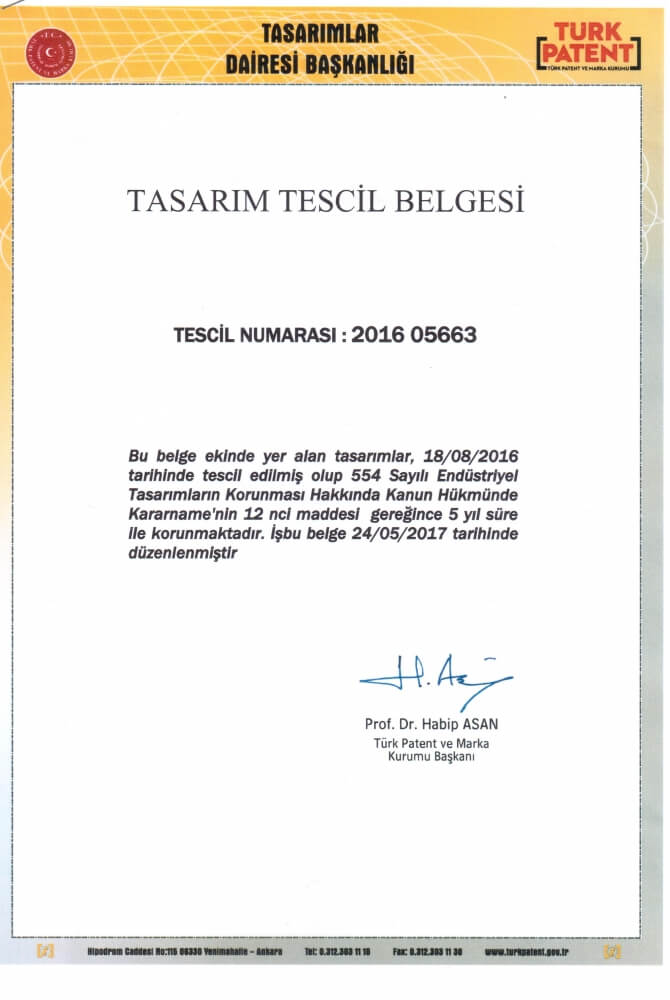 TASARIMLAR
DAİRESİ BAŞKANLIĞI
TURK
PATENT
TÜRK PATENT VE MARKA KURUMU
TASARIM TESCİL BELGESİ
TESCİL NUMARASI : 2016 05663
Bu belge ekinde yer alan tasarımlar, 18/08/2016
tarihinde tescil edilmiş olup 554 Sayılı Endüstriyel
Tasarımların Korunması Hakkında Kanun Hükmünde
Kararname'nin 12 nci maddesi gereğince 5 yıl süre
ile korunmaktadır. İşbu belge 24/05/2017 tarihinde
düzenlenmiştir
H. Asan
Prof. Dr. Habip ASAN
Türk Patent ve Marka
Kurumu Başkanı
Hipodrom Caddesi No:115 06330 Yenimahalle – Ankara Tel: 0.312.303 11 18 Fax: 0.312.303 11 30 www.turkpatent.gov.tr